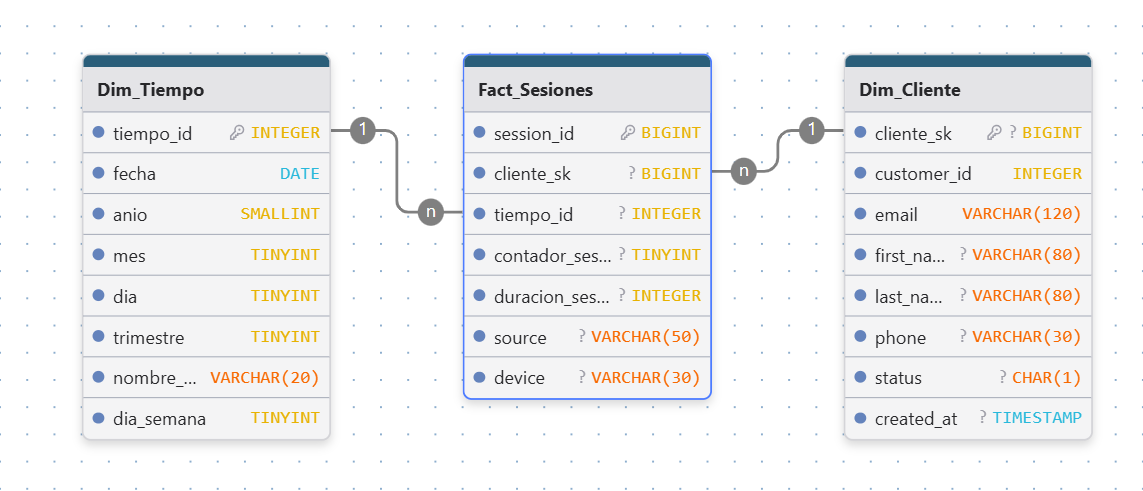 Dim_Tiempo
tiempo_id INTEGER
fecha DATE
anio SMALLINT
mes TINYINT
dia TINYINT
trimestre TINYINT
nombre_... VARCHAR(20)
dia_semana TINYINT
1
n
Fact_Sesiones
session_id BIGINT
cliente_sk ? BIGINT
tiempo_id ? INTEGER
contador_ses... ? TINYINT
duracion_ses... ? INTEGER
source ? VARCHAR(50)
device ? VARCHAR(30)
n
1
Dim_Cliente
cliente_sk ? BIGINT
customer_id INTEGER
email VARCHAR(120)
first_na... ? VARCHAR(80)
last_na... ? VARCHAR(80)
phone ? VARCHAR(30)
status ? CHAR(1)
created_at ? TIMESTAMP